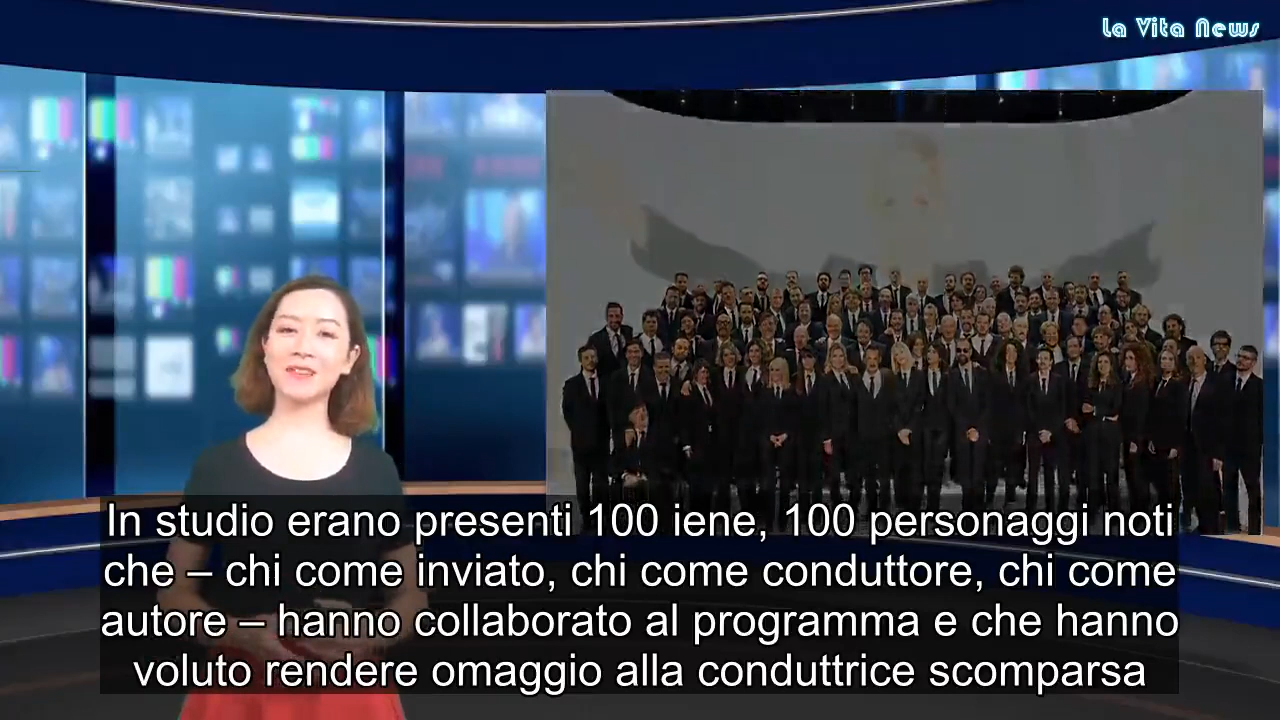 La Vita News
In studio erano presenti 100 iene, 100 personaggi noti
che – chi come inviato, chi come conduttore, chi come
autore – hanno collaborato al programma e che hanno
voluto rendere omaggio alla conduttrice scomparsa